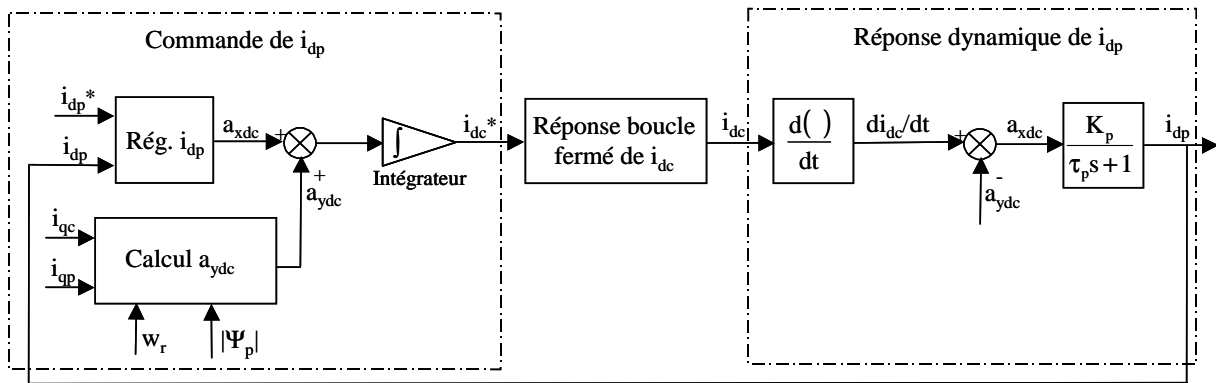 Commande de i_dp
Réponse dynamique de i_dp
i_dp*
i_dp
Rég. i_dp
a_xdc
+
+
a_ydc
∫
Intégrateur
i_dc*
Réponse boucle
fermé de i_dc
i_dc
d( )
dt
di_dc/dt
+
-
a_ydc
a_xdc
K_p
τ_p s + 1
i_dp
i_qc
i_qp
Calcul a_ydc
w_r
|Ψ_p|